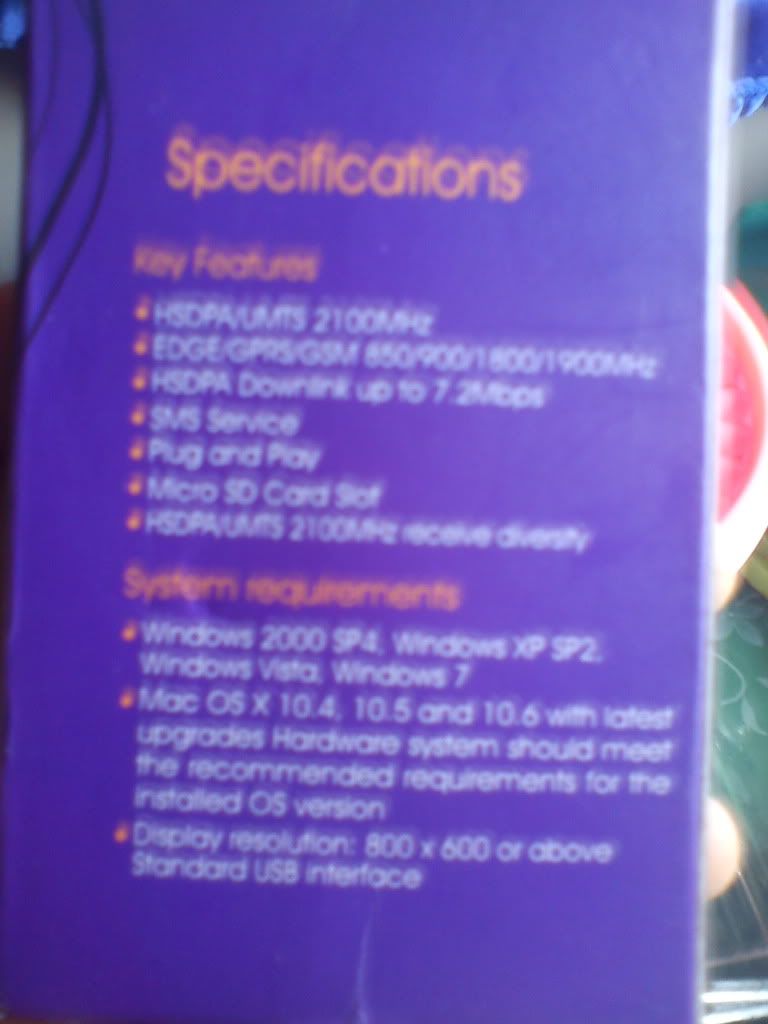 Specifications
Key Features
HSDPA/UMTS 2100MHz
EDGE/GPRS/GSM 850/900/1800/1900MHz
HSDPA Downlink up to 7.2Mbps
SMS Service
Plug and Play
Micro SD Card Slot
HSDPA/UMTS 2100MHz receive diversity
System requirements
Windows 2000 SP4, Windows XP SP2,
Windows Vista, Windows 7
Mac OS X 10.4, 10.5 and 10.6 with latest
upgrades Hardware system should meet
the recommended requirements for the
installed OS version
Display resolution: 800 x 600 or above
Standard USB interface